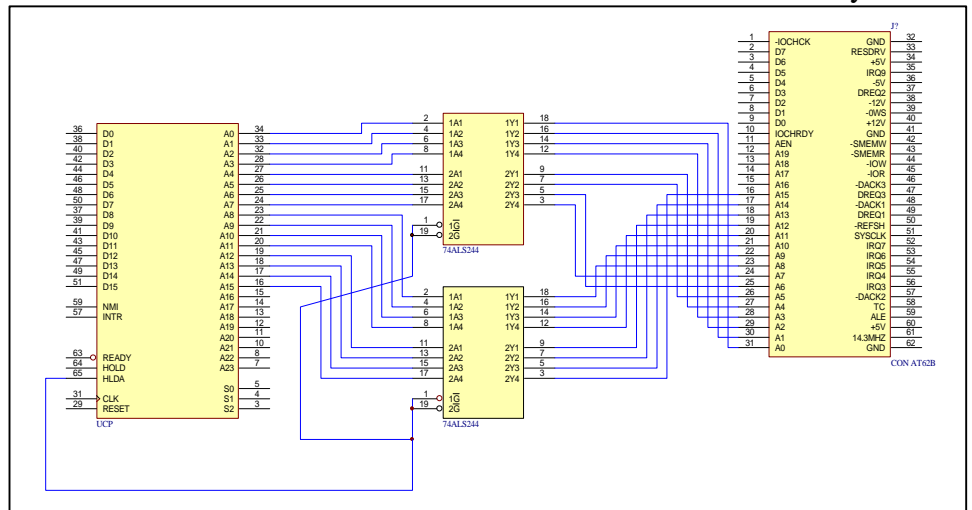 36 D0 A0 34
38 D1 A1 33
40 D2 A2 32
42 D3 A3 28
44 D4 A4 27
46 D5 A5 26
48 D6 A6 25
50 D7 A7 24
37 D8 A8 23
39 D9 A9 22
41 D10 A10 21
43 D11 A11 20
45 D12 A12 19
47 D13 A13 18
49 D14 A14 17
51 D15 A15 16
A16 15
59 NMI A17 14
57 INTR A18 13
A19 12
A20 11
A21 10
63 READY A22 8
64 HOLD A23 7
65 HLDA
S0 5
31 CLK S1 4
29 RESET S2 3
UCP
2 1A1 1Y1 18
4 1A2 1Y2 16
6 1A3 1Y3 14
8 1A4 1Y4 12
11 2A1 2Y1 9
13 2A2 2Y2 7
15 2A3 2Y3 5
17 2A4 2Y4 3
1 1G
19 2G
74ALS244
2 1A1 1Y1 18
4 1A2 1Y2 16
6 1A3 1Y3 14
8 1A4 1Y4 12
11 2A1 2Y1 9
13 2A2 2Y2 7
15 2A3 2Y3 5
17 2A4 2Y4 3
1 1G
19 2G
74ALS244
J?
1 -IOCHCK GND 32
2 D7 RESDRV 33
3 D6 +5V 34
4 D5 IRQ9 35
5 D4 -5V 36
6 D3 DREQ2 37
7 D2 -12V 38
8 D1 -0WS 39
9 D0 +12V 40
10 IOCHRDY GND 41
11 AEN -SMEMW 42
12 A19 -SMEMR 43
13 A18 -IOW 44
14 A17 -IOR 45
15 A16 -DACK3 46
16 A15 DREQ3 47
17 A14 -DACK1 48
18 A13 DREQ1 49
19 A12 -REFSH 50
20 A11 SYSCLK 51
21 A10 IRQ7 52
22 A9 IRQ6 53
23 A8 IRQ5 54
24 A7 IRQ4 55
25 A6 IRQ3 56
26 A5 -DACK2 57
27 A4 TC 58
28 A3 ALE 59
29 A2 +5V 60
30 A1 14.3MHZ 61
31 A0 GND 62
CON AT62B